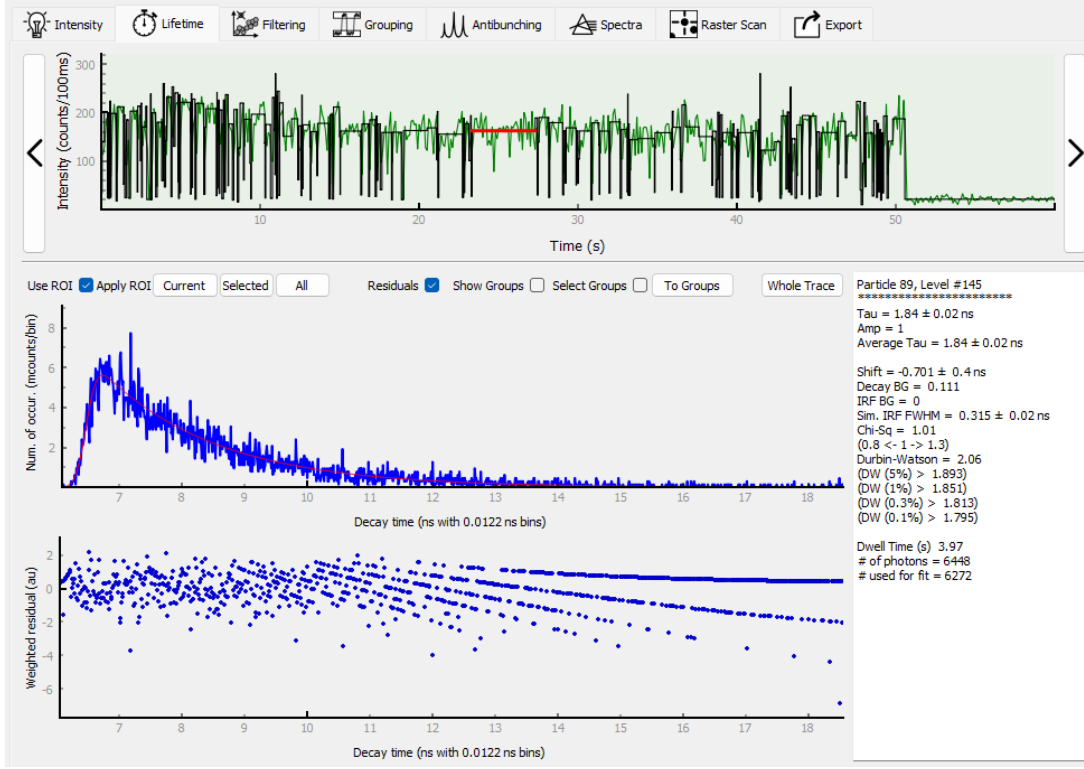 Intensity Lifetime Filtering Grouping Antibunching Spectra Raster Scan Export
Intensity (counts/100ms)
300
200
100
10 20 30 40 50
Time (s)
Use ROI Apply ROI Current Selected All Residuals Show Groups Select Groups To Groups Whole Trace
Num. of occur. (mcounts/bin)
8
6
4
2
7 8 9 10 11 12 13 14 15 16 17 18
Decay time (ns with 0.0122 ns bins)
Weighted residual (au)
2
0
-2
-4
-6
7 8 9 10 11 12 13 14 15 16 17 18
Decay time (ns with 0.0122 ns bins)
Particle 89, Level #145
***********************
Tau = 1.84 ± 0.02 ns
Amp = 1
Average Tau = 1.84 ± 0.02 ns
Shift = -0.701 ± 0.4 ns
Decay BG = 0.111
IRF BG = 0
Sim. IRF FWHM = 0.315 ± 0.02 ns
Chi-Sq = 1.01
(0.8 <- 1 -> 1.3)
Durbin-Watson = 2.06
(DW (5%) > 1.893)
(DW (1%) > 1.851)
(DW (0.3%) > 1.813)
(DW (0.1%) > 1.795)
Dwell Time (s) 3.97
# of photons = 6448
# used for fit = 6272